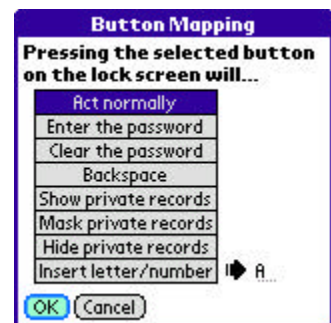 Button Mapping
Pressing the selected button
on the lock screen will...
Act normally
Enter the password
Clear the password
Backspace
Show private records
Mask private records
Hide private records
Insert letter/number A
OK Cancel